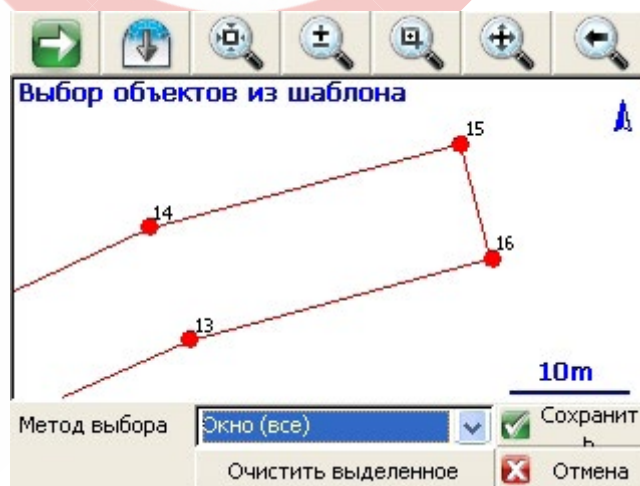 Выбор объектов из шаблона
15
14
16
13
10m
Метод выбора
Окно (все)
Сохранит
ь
Очистить выделенное
Отмена